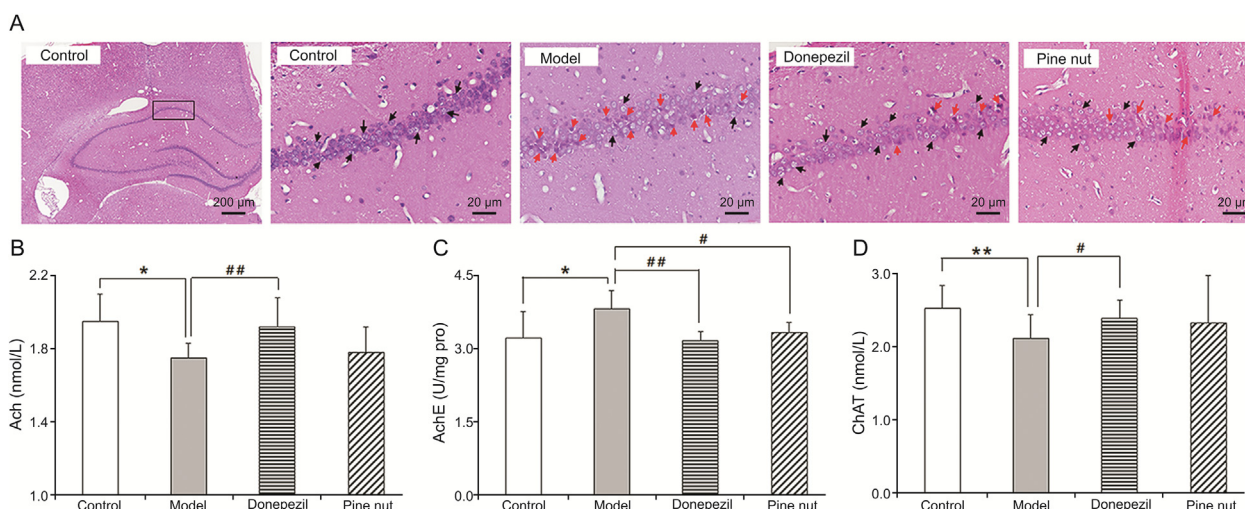 A
Control
Control
Model
Donepezil
Pine nut
200 μm
20 μm
20 μm
20 μm
20 μm
B
Ach (nmol/L)
2.2
1.8
1.4
1.0
*
##
Control
Model
Donepezil
Pine nut
C
AchE (U/mg pro)
4.5
3.0
1.5
0.0
*
##
#
Control
Model
Donepezil
Pine nut
D
ChAT (nmol/L)
3.0
2.0
1.0
0.0
**
#
Control
Model
Donepezil
Pine nut